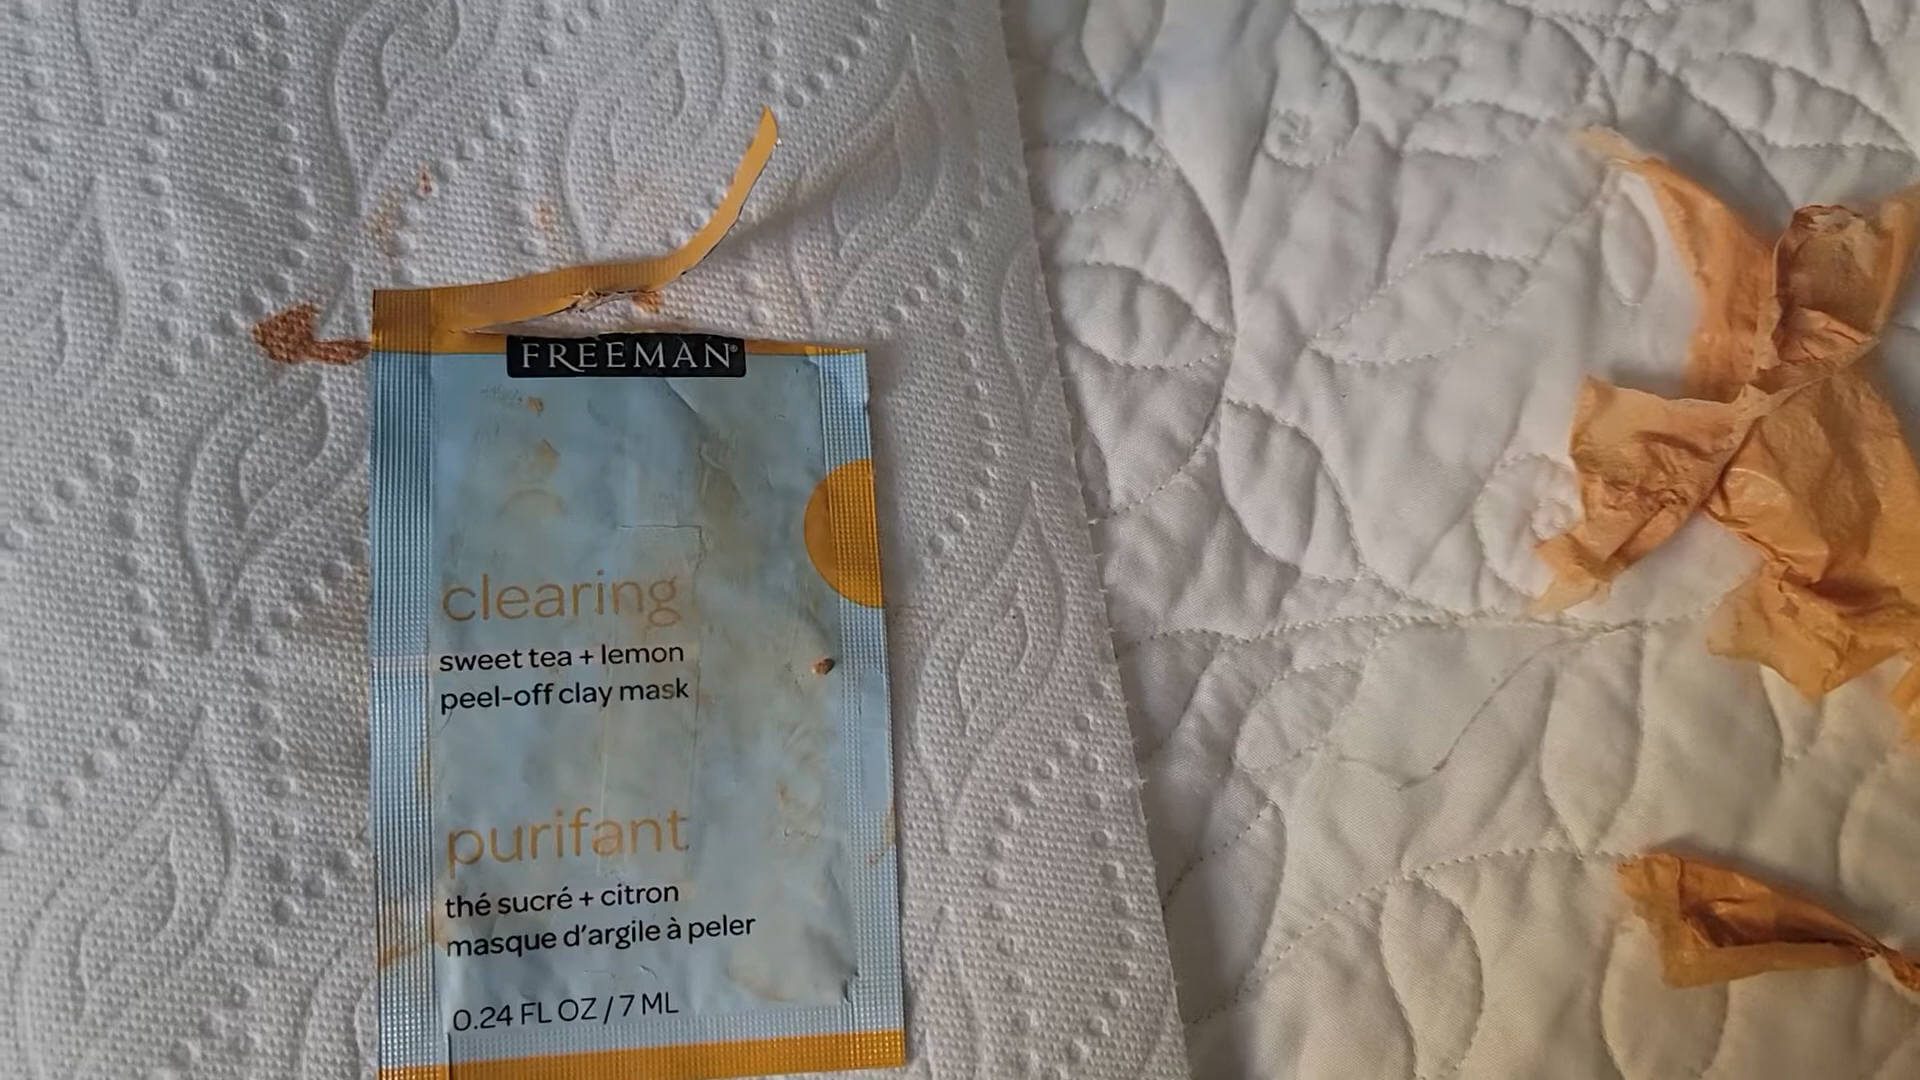 FREEMAN®
clearing
sweet tea + lemon
peel-off clay mask
purifant
thé sucré + citron
masque d'argile à peler
0.24 FL OZ / 7 ML